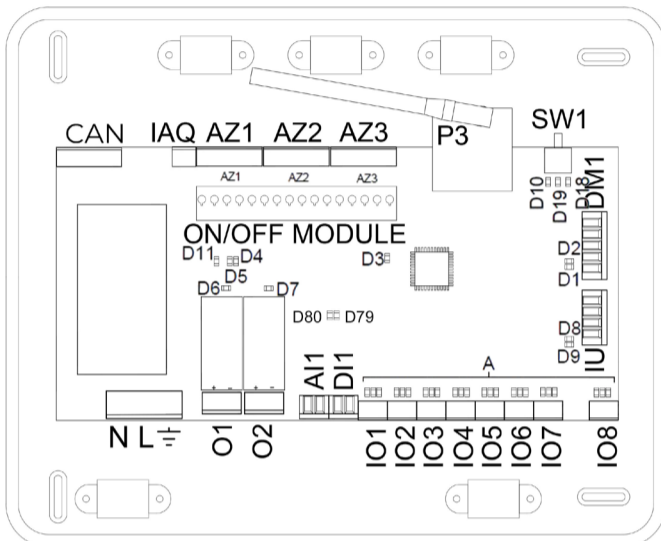 CAN IAQ AZ1 AZ2 AZ3 P3 SW1
AZ1 AZ2 AZ3
D10 D19 D18 DM1
ON/OFF MODULE
D11 D4 D3 D2
D5 D1
D6 D7
D80 D79 D8
D9 IU
AI1 DI1 A
+ - + -
N L O1 O2 IO1 IO2 IO3 IO4 IO5 IO6 IO7 IO8